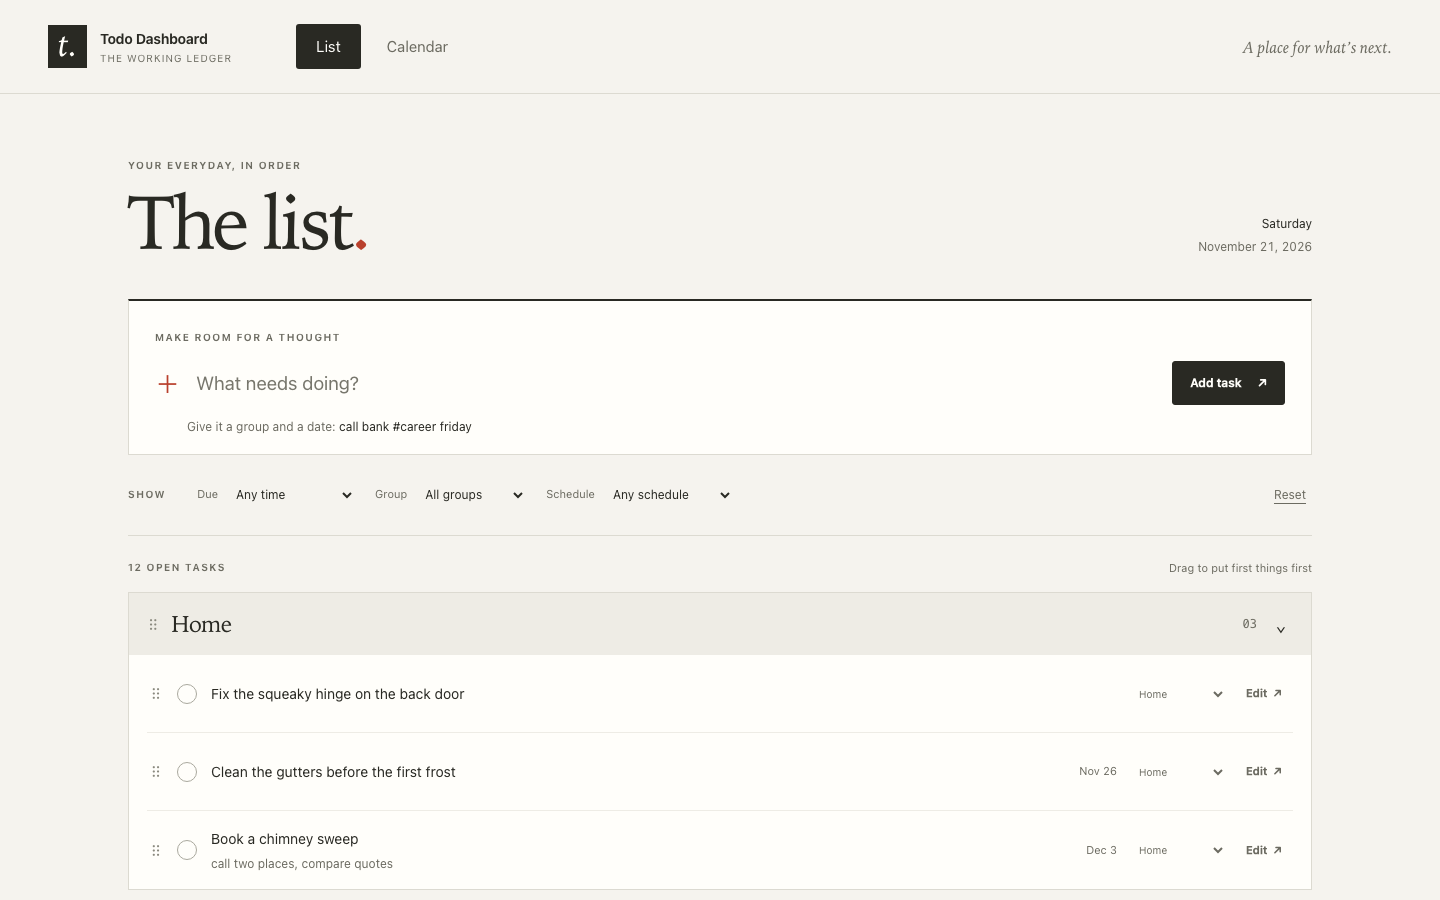 t.
Todo Dashboard
THE WORKING LEDGER
List
Calendar
A place for what's next.
YOUR EVERYDAY, IN ORDER
The list.
Saturday
November 21, 2026
MAKE ROOM FOR A THOUGHT
What needs doing?
Add task ↗
Give it a group and a date: call bank #career friday
SHOW Due Any time Group All groups Schedule Any schedule Reset
12 OPEN TASKS Drag to put first things first
Home 03
Fix the squeaky hinge on the back door Home Edit ↗
Clean the gutters before the first frost Nov 26 Home Edit ↗
Book a chimney sweep Dec 3 Home Edit ↗
call two places, compare quotes